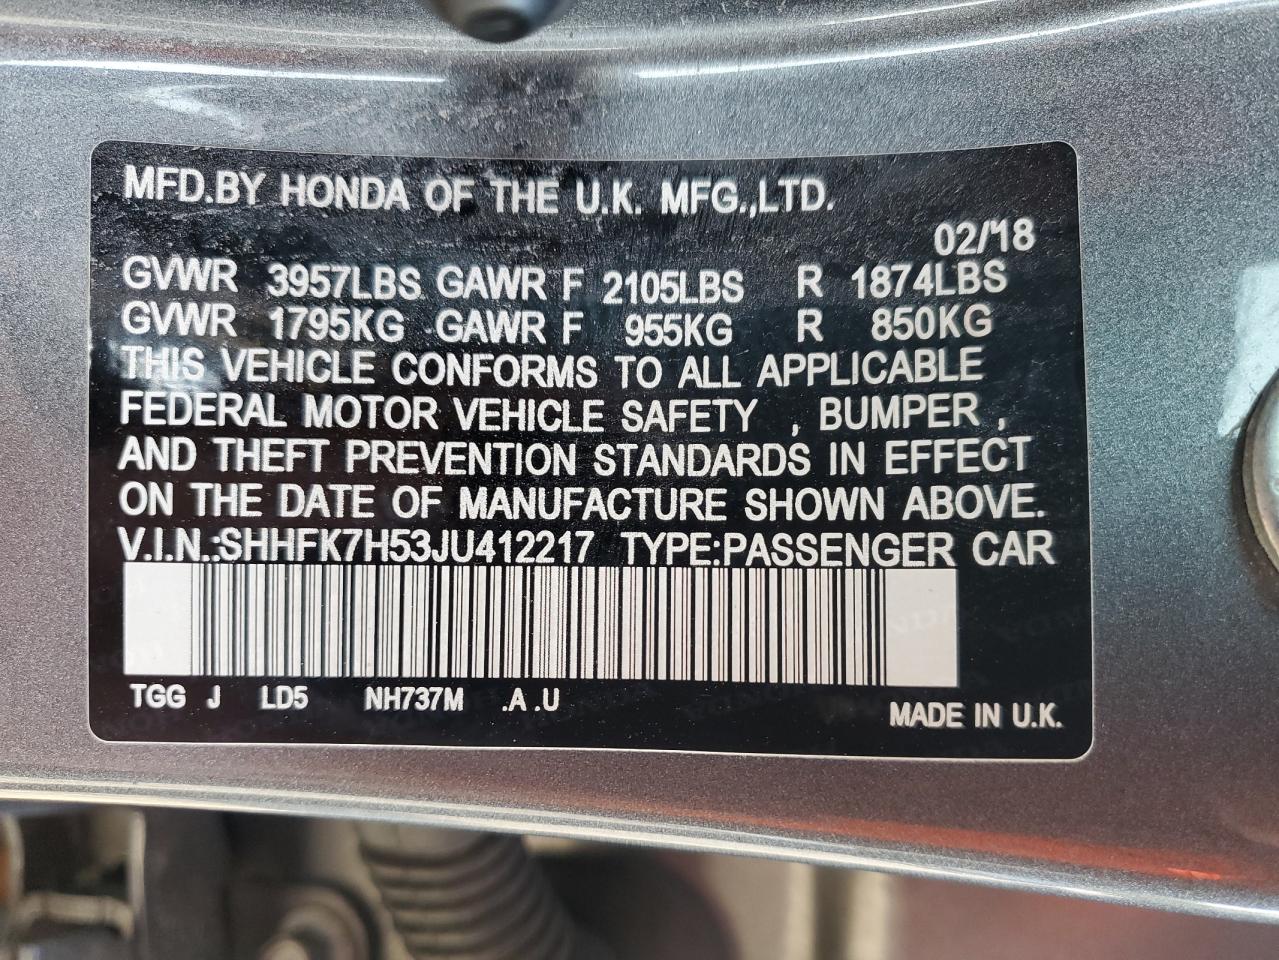 MFD.BY HONDA OF THE U.K. MFG.,LTD.
02/'18
GVWR 3957LBS GAWR F 2105LBS R 1874LBS
GVWR 1795KG GAWR F 955KG R 850KG
THIS VEHICLE CONFORMS TO ALL APPLICABLE
FEDERAL MOTOR VEHICLE SAFETY , BUMPER ,
AND THEFT PREVENTION STANDARDS IN EFFECT
ON THE DATE OF MANUFACTURE SHOWN ABOVE.
V.I.N.:SHHFK7H53JU412217 TYPE:PASSENGER CAR
TGG J LD5 NH737M .A .U
MADE IN U.K.